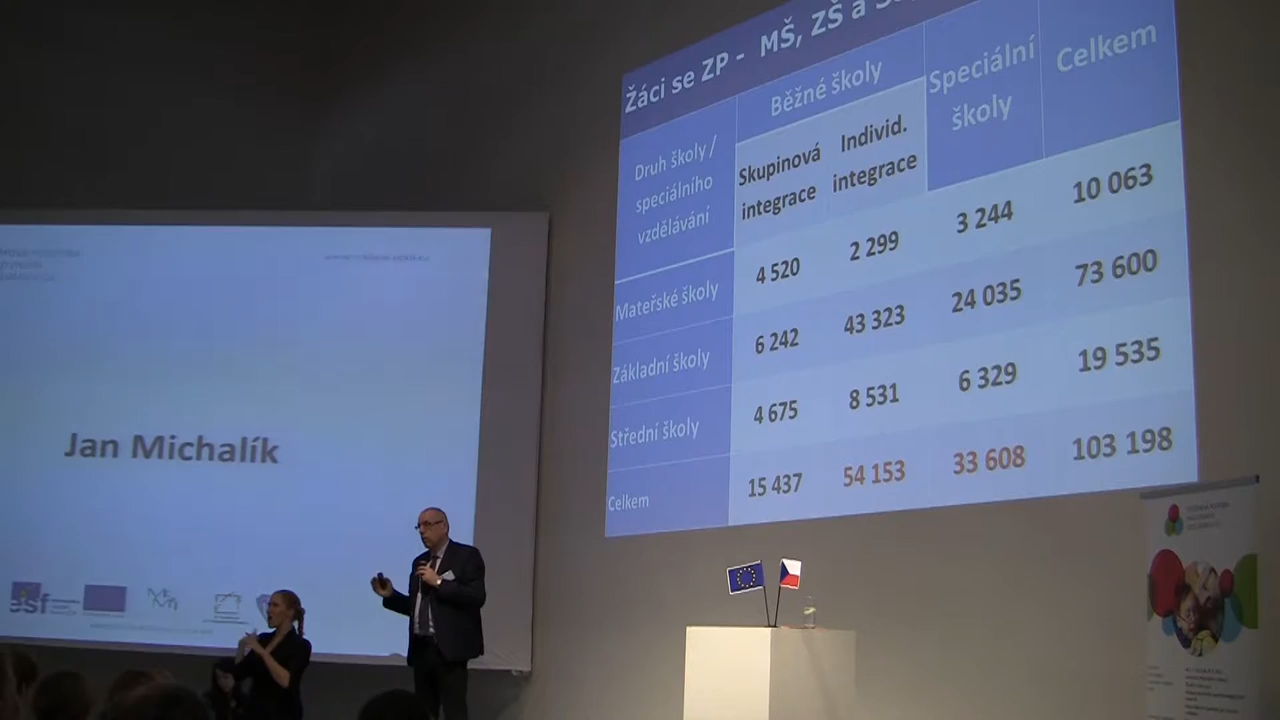 Jan Michalík
esf
Žáci se ZP - MŠ, ZŠ a
Druh školy /
speciálního
vzdělávání
Běžné školy
Speciální
školy
Celkem
Skupinová
integrace
Individ.
integrace
Mateřské školy
4 520
2 299
3 244
10 063
Základní školy
6 242
43 323
24 035
73 600
Střední školy
4 675
8 531
6 329
19 535
Celkem
15 437
54 153
33 608
103 198